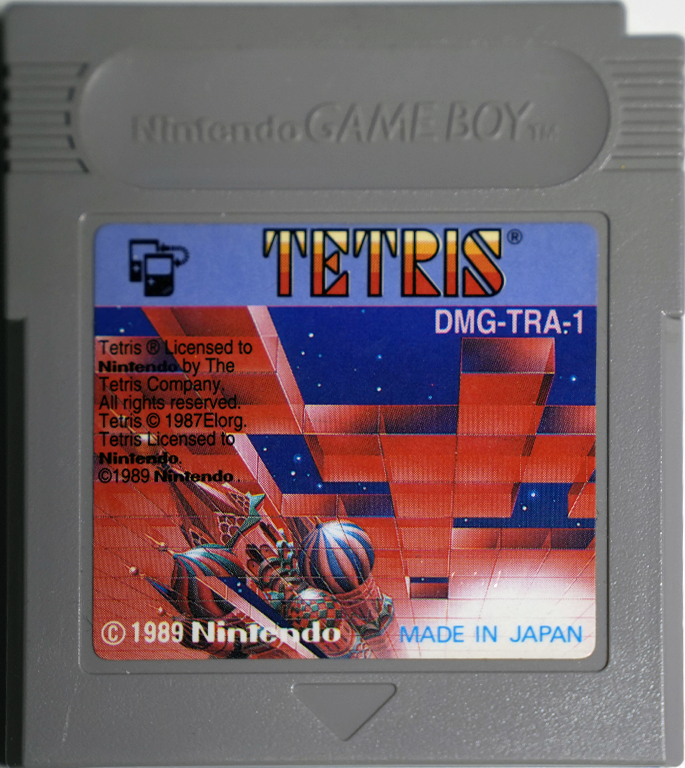 Nintendo GAME BOY™
TETRIS®
DMG-TRA-1
Tetris ® Licensed to
Nintendo by The
Tetris Company.
All rights reserved.
Tetris © 1987Elorg.
Tetris Licensed to
Nintendo.
©1989 Nintendo.
© 1989 Nintendo MADE IN JAPAN